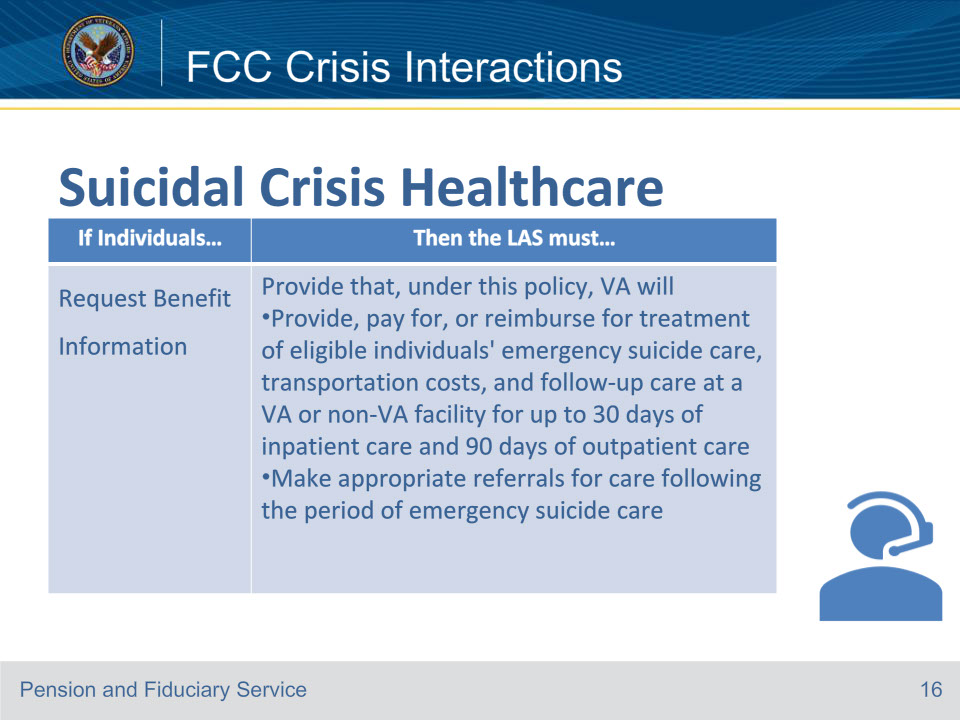 FCC Crisis Interactions
Suicidal Crisis Healthcare
If Individuals...
Then the LAS must...
Request Benefit
Information
Provide that, under this policy, VA will
•Provide, pay for, or reimburse for treatment
of eligible individuals' emergency suicide care,
transportation costs, and follow-up care at a
VA or non-VA facility for up to 30 days of
inpatient care and 90 days of outpatient care
•Make appropriate referrals for care following
the period of emergency suicide care
Pension and Fiduciary Service
16